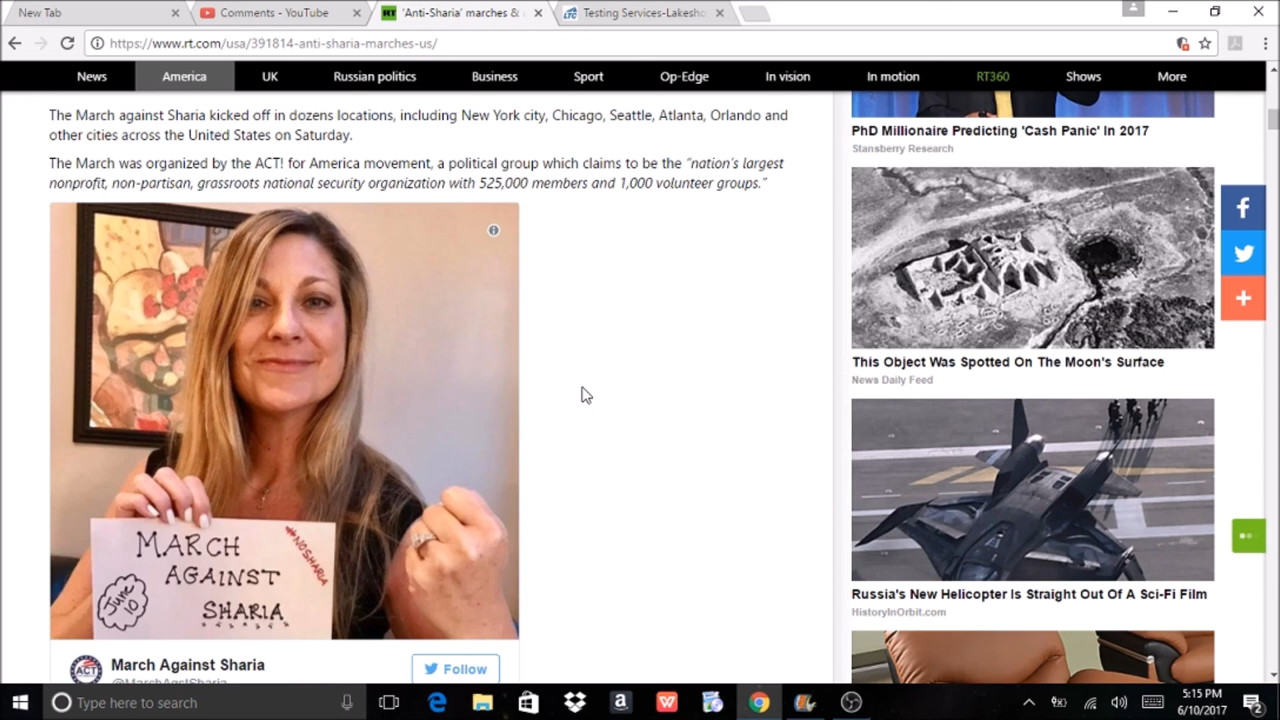 New Tab
Comments - YouTube
'Anti-Sharia' marches &
Testing Services-Lakesho
https://www.rt.com/usa/391814-anti-sharia-marches-us/
News America UK Russian politics Business Sport Op-Edge In vision In motion RT360 Shows More
The March against Sharia kicked off in dozens locations, including New York city, Chicago, Seattle, Atlanta, Orlando and
other cities across the United States on Saturday.
The March was organized by the ACT! for America movement, a political group which claims to be the “nation’s largest
nonprofit, non-partisan, grassroots national security organization with 525,000 members and 1,000 volunteer groups.”
MARCH
AGAINST
SHARIA
#NOSHARIA
June
10
ACT
March Against Sharia
@MarchAgstSharia
Follow
PhD Millionaire Predicting 'Cash Panic' In 2017
Stansberry Research
This Object Was Spotted On The Moon's Surface
News Daily Feed
Russia's New Helicopter Is Straight Out Of A Sci-Fi Film
HistoryInOrbit.com
Type here to search
5:15 PM
6/10/2017
2